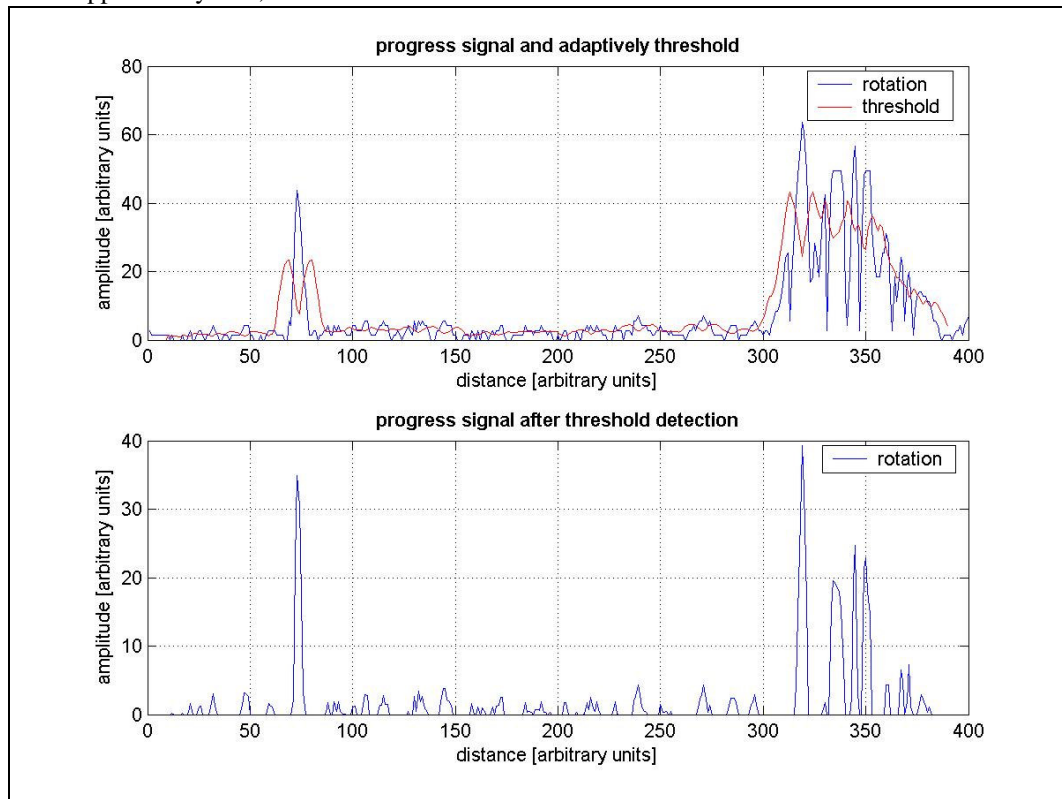 progress signal and adaptively threshold
80
60
40
20
0
amplitude [arbitrary units]
rotation
threshold
0 50 100 150 200 250 300 350 400
distance [arbitrary units]
progress signal after threshold detection
40
30
20
10
0
amplitude [arbitrary units]
rotation
0 50 100 150 200 250 300 350 400
distance [arbitrary units]